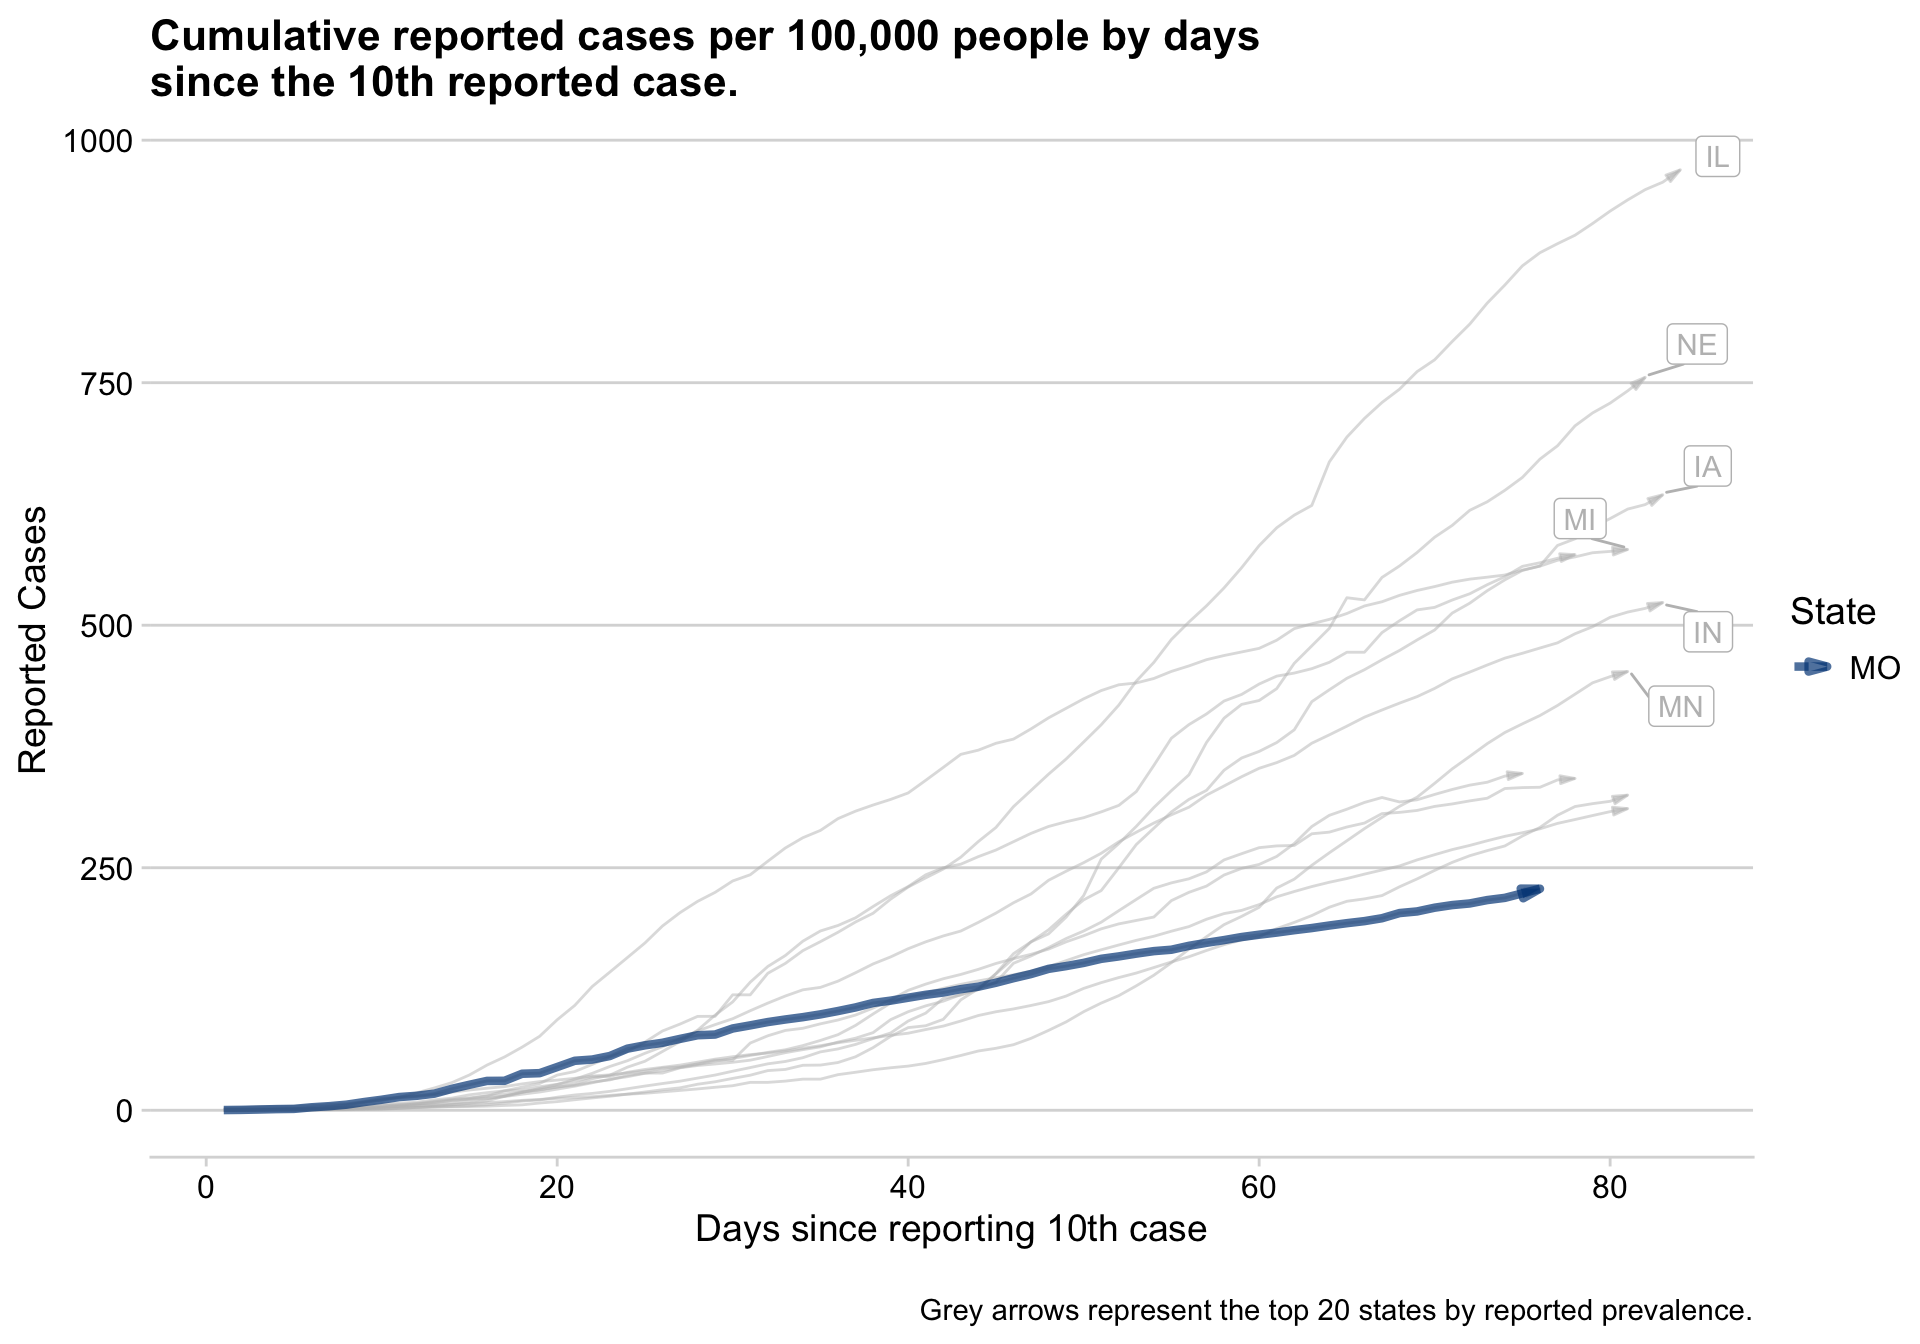 Cumulative reported cases per 100,000 people by days
since the 10th reported case.
1000
750
500
250
0
Reported Cases
IL
NE
IA
MI
IN
MN
State
MO
0 20 40 60 80
Days since reporting 10th case
Grey arrows represent the top 20 states by reported prevalence.